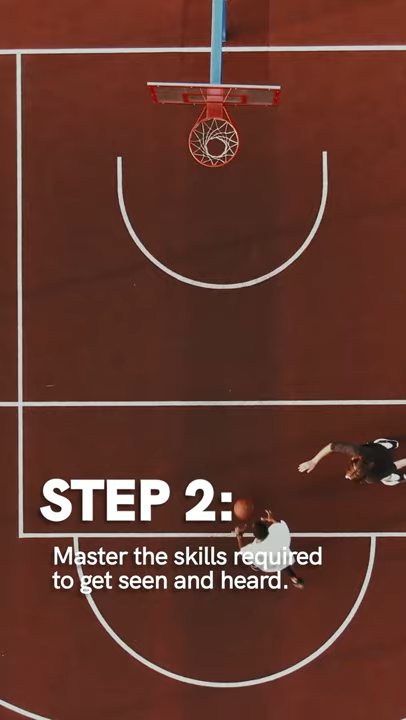 STEP 2:
Master the skills required
to get seen and heard.